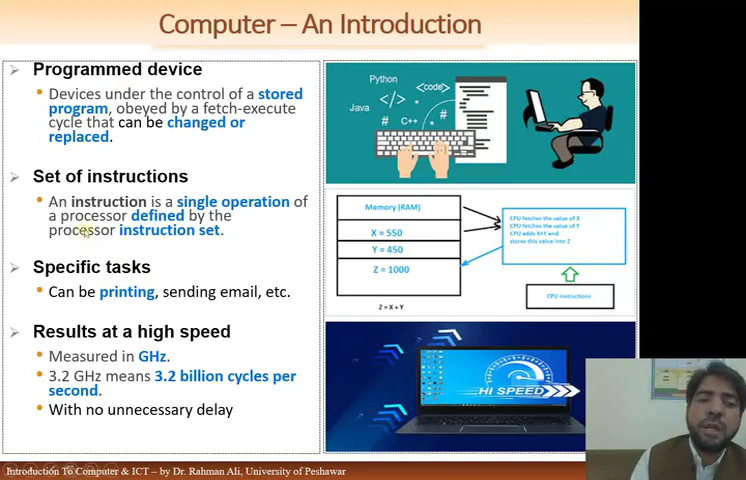 Computer – An Introduction
Programmed device
Devices under the control of a stored
program, obeyed by a fetch-execute
cycle that can be changed or
replaced.
Set of instructions
An instruction is a single operation of
a processor defined by the
processor instruction set.
Specific tasks
Can be printing, sending email, etc.
Results at a high speed
Measured in GHz.
3.2 GHz means 3.2 billion cycles per
second.
With no unnecessary delay
Python
<code>
Java
</>
#
C++
*
#
*
Memory (RAM)
X = 550
Y = 450
Z = 1000
Z = X + Y
CPU fetches the value of X
CPU fetches the value of Y
CPU adds X+Y and
stores this value into Z
CPU instructions
HI SPEED
Introduction To Computer & ICT – by Dr. Rahman Ali, University of Peshawar